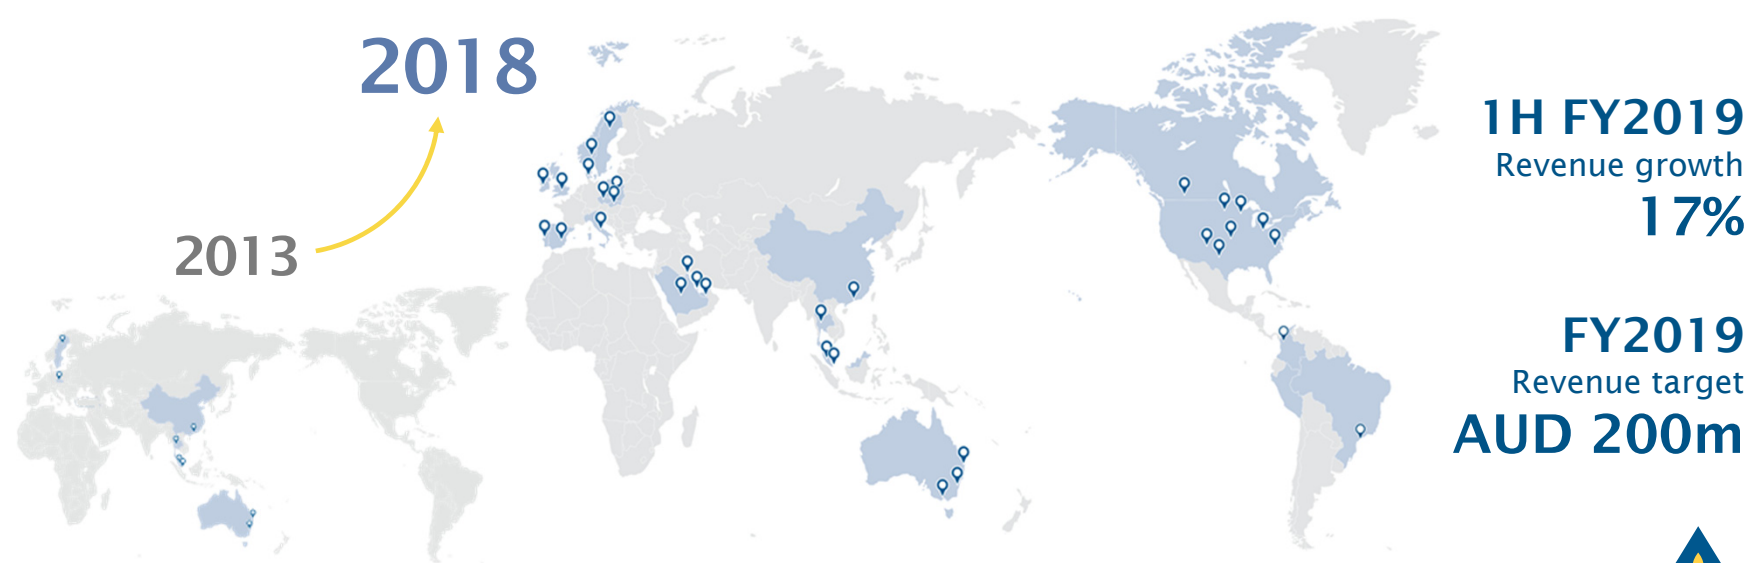 2018
2013
1H FY2019
Revenue growth
17%
FY2019
Revenue target
AUD 200m